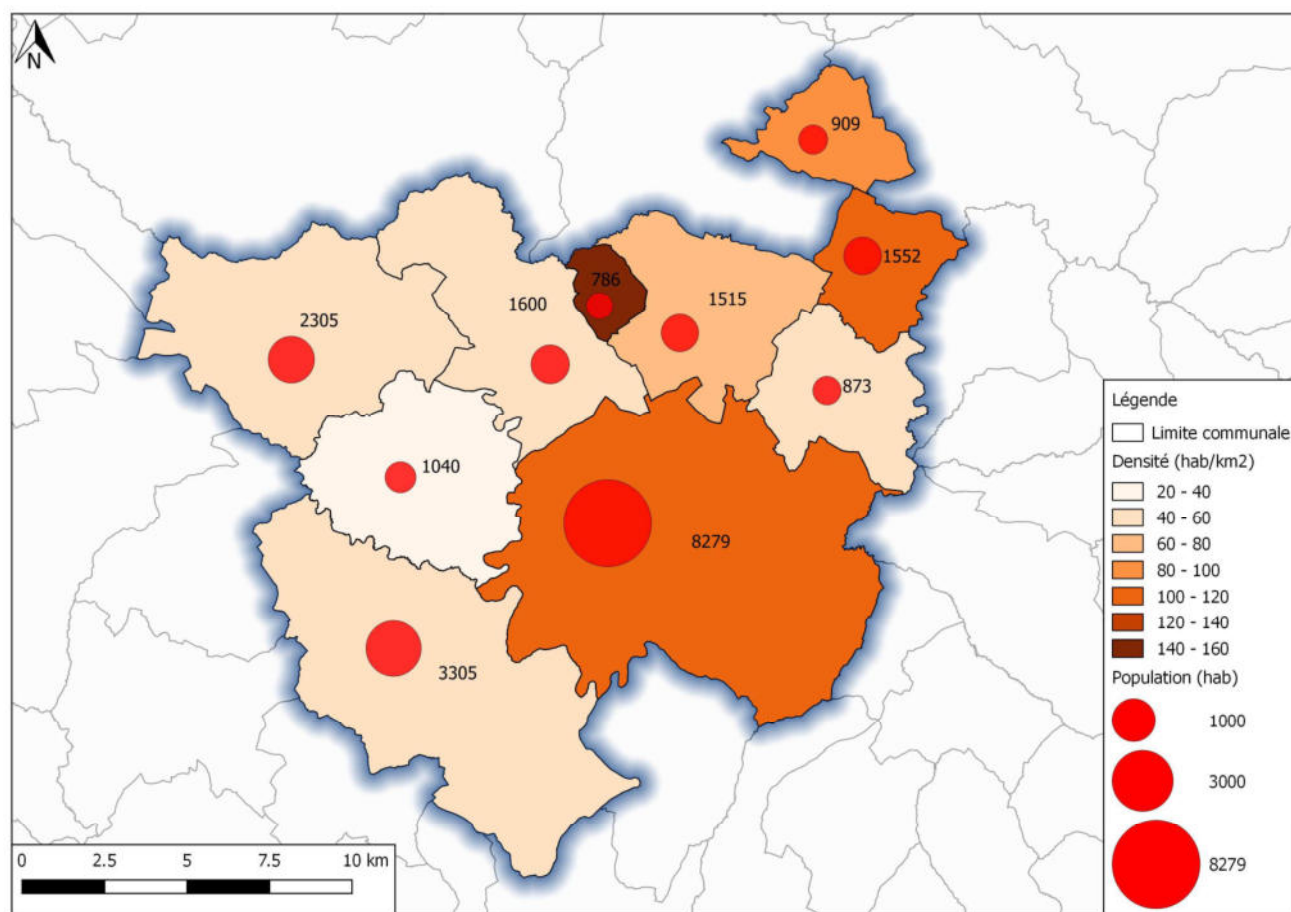 N
909
1552
786
1600
1515
2305
873
1040
8279
3305
0 2.5 5 7.5 10 km
Légende
Limite communale
Densité (hab/km2)
20 - 40
40 - 60
60 - 80
80 - 100
100 - 120
120 - 140
140 - 160
Population (hab)
1000
3000
8279